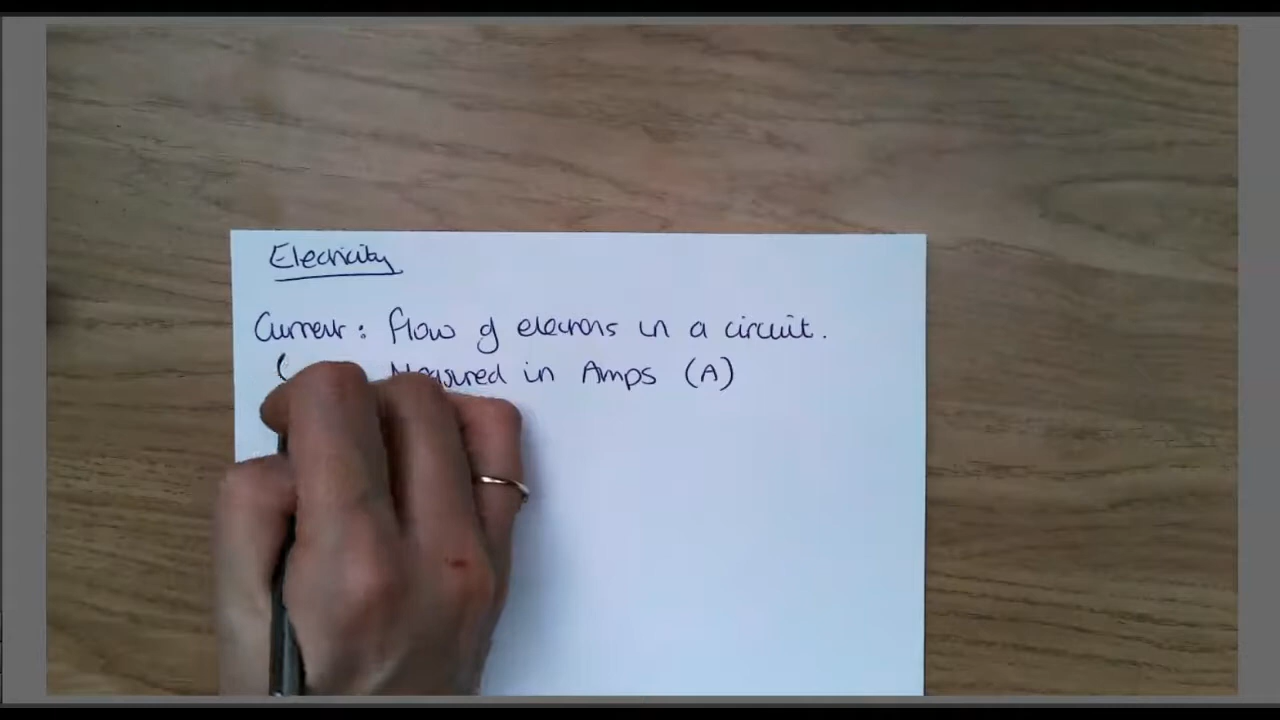 Electricity
Current: flow of electrons in a circuit.
( Measured in Amps (A)